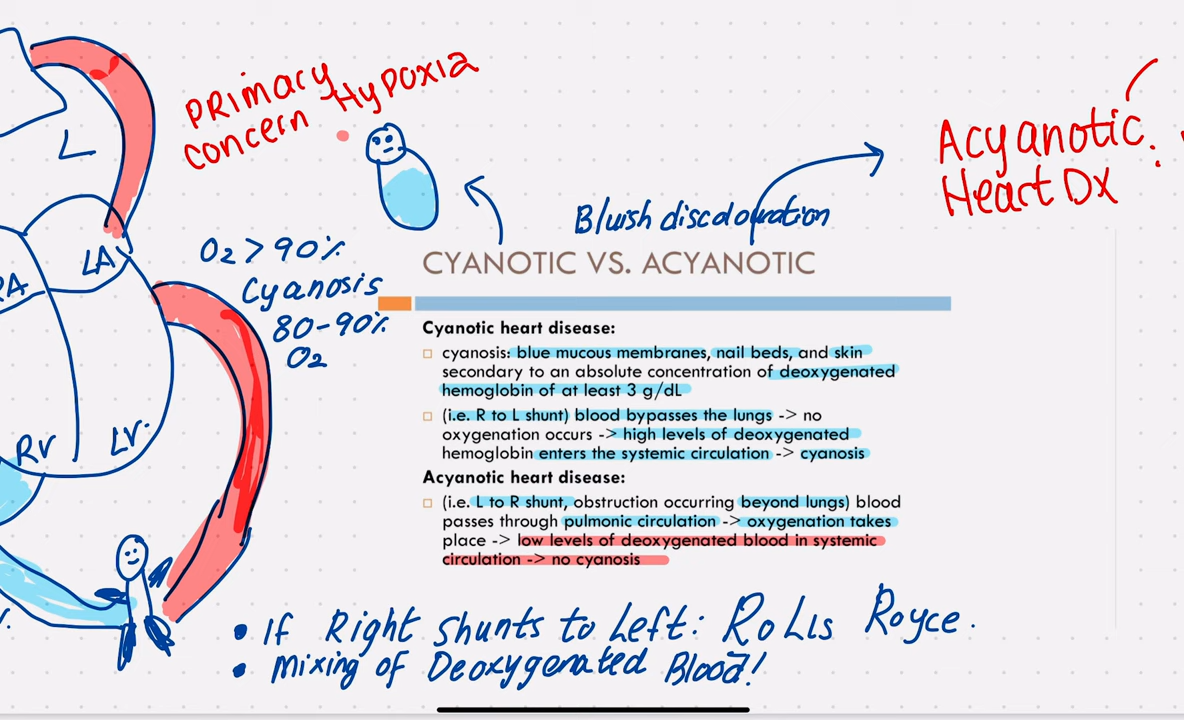 PRimacy Hypoxia
concern
L
LA
RA
RV
LV
O₂ > 90%
Cyanosis
80-90%
O₂
Bluish discolouration
Acyanotic
Heart Dx
CYANOTIC VS. ACYANOTIC
Cyanotic heart disease:
cyanosis: blue mucous membranes, nail beds, and skin
secondary to an absolute concentration of deoxygenated
hemoglobin of at least 3 g/dL
(i.e. R to L shunt) blood bypasses the lungs -> no
oxygenation occurs -> high levels of deoxygenated
hemoglobin enters the systemic circulation -> cyanosis
Acyanotic heart disease:
(i.e. L to R shunt, obstruction occurring beyond lungs) blood
passes through pulmonic circulation -> oxygenation takes
place -> low levels of deoxygenated blood in systemic
circulation -> no cyanosis
• If Right shunts to Left: RoLls Royce.
• Mixing of Deoxygenated Blood!